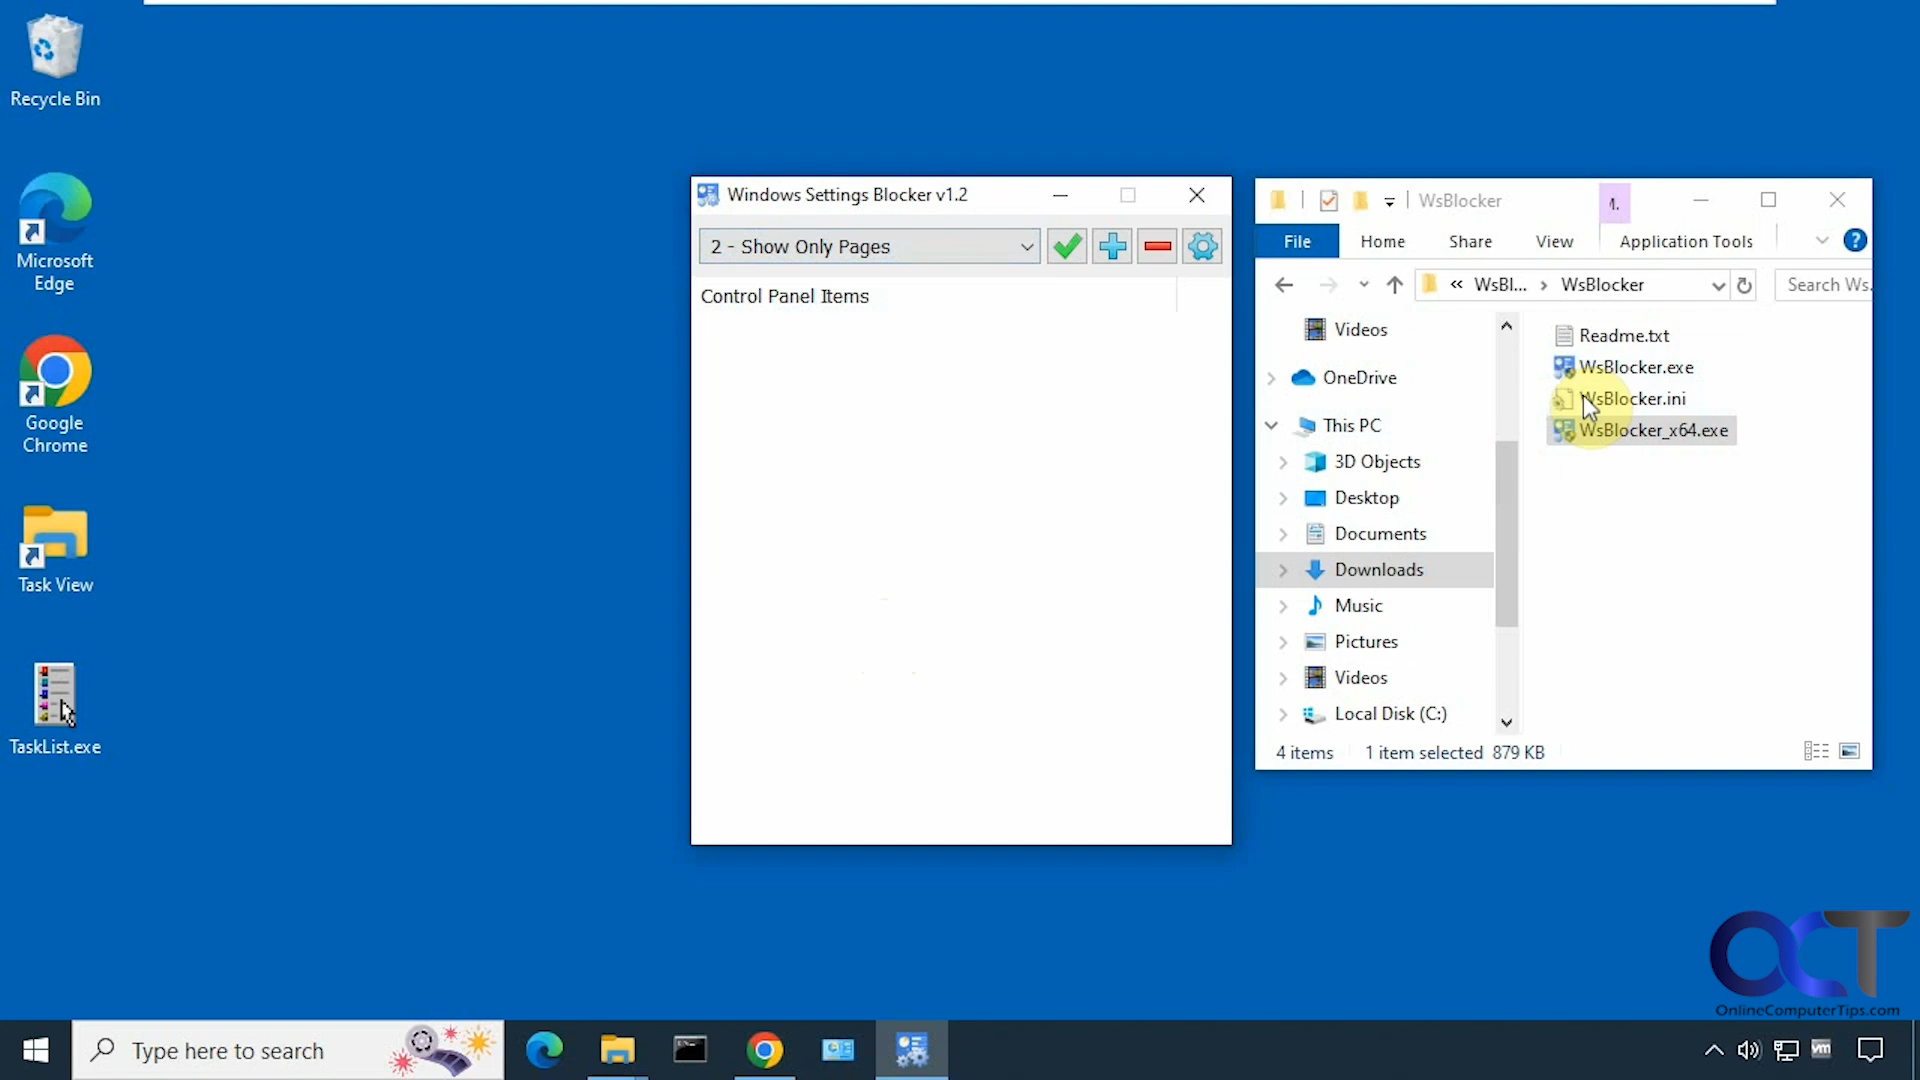 Recycle Bin
Microsoft
Edge
Google
Chrome
Task View
TaskList.exe
Windows Settings Blocker v1.2
2 - Show Only Pages
Control Panel Items
WsBlocker
File
Home
Share
View
Application Tools
?
« WsBl... > WsBlocker
Search Ws.
Videos
OneDrive
This PC
3D Objects
Desktop
Documents
Downloads
Music
Pictures
Videos
Local Disk (C:)
Readme.txt
WsBlocker.exe
WsBlocker.ini
WsBlocker_x64.exe
4 items
1 item selected 879 KB
OCT
OnlineComputerTips.com
Type here to search
vm